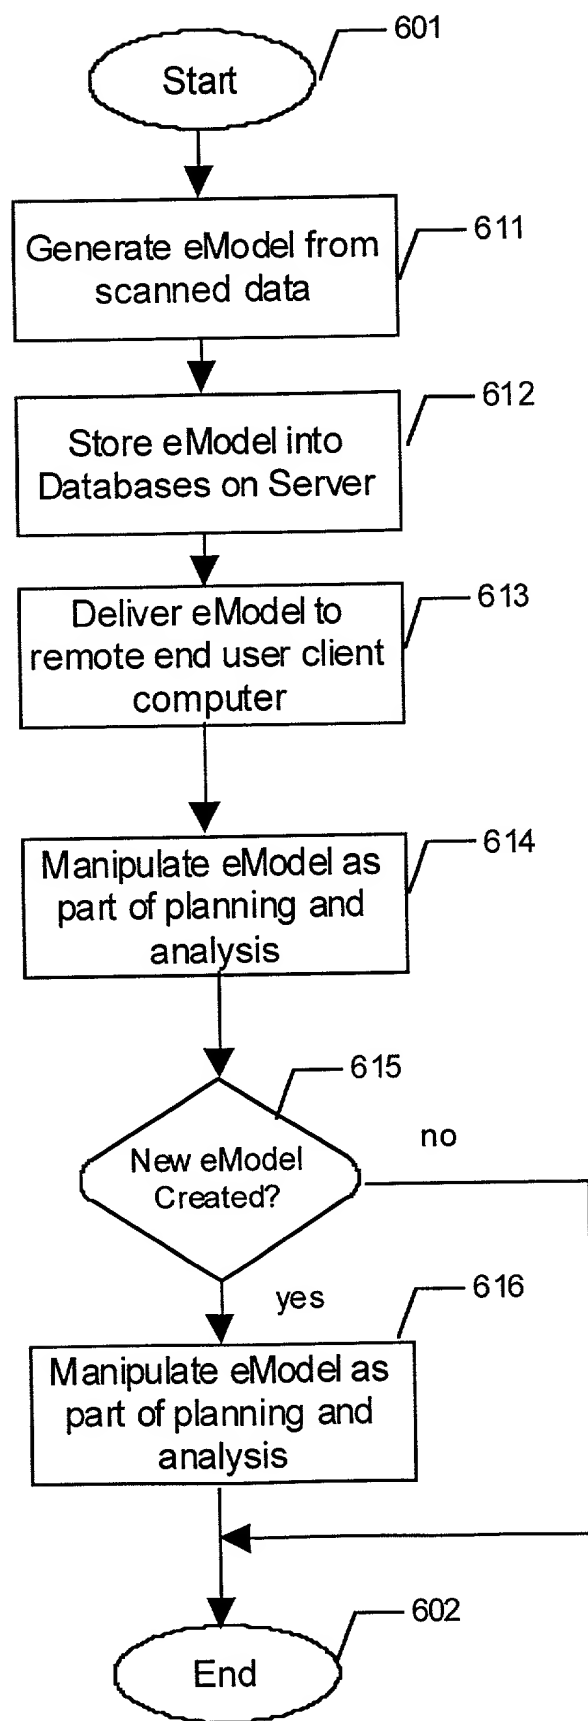 601
Start
611
Generate eModel from
scanned data
612
Store eModel into
Databases on Server
613
Deliver eModel to
remote end user client
computer
614
Manipulate eModel as
part of planning and
analysis
615
no
New eModel
Created?
yes
616
Manipulate eModel as
part of planning and
analysis
602
End